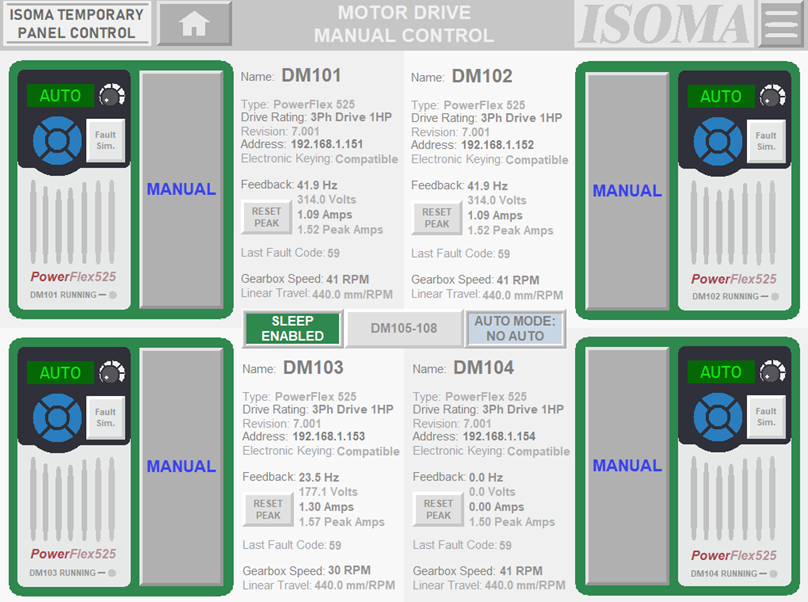 ISOMA TEMPORARY
PANEL CONTROL
MOTOR DRIVE
MANUAL CONTROL
ISOMA
AUTO
Fault
Sim.
MANUAL
PowerFlex525
DM101 RUNNING
Name: DM101
Type: PowerFlex 525
Drive Rating: 3Ph Drive 1HP
Revision: 7.001
Address: 192.168.1.151
Electronic Keying: Compatible
Feedback: 41.9 Hz
314.0 Volts
1.09 Amps
1.52 Peak Amps
RESET
PEAK
Last Fault Code: 59
Gearbox Speed: 41 RPM
Linear Travel: 440.0 mm/RPM
Name: DM102
Type: PowerFlex 525
Drive Rating: 3Ph Drive 1HP
Revision: 7.001
Address: 192.168.1.152
Electronic Keying: Compatible
Feedback: 41.9 Hz
314.0 Volts
1.09 Amps
1.52 Peak Amps
RESET
PEAK
Last Fault Code: 59
Gearbox Speed: 41 RPM
Linear Travel: 440.0 mm/RPM
MANUAL
AUTO
Fault
Sim.
PowerFlex525
DM102 RUNNING
SLEEP
ENABLED
DM105-108
AUTO MODE:
NO AUTO
AUTO
Fault
Sim.
MANUAL
PowerFlex525
DM103 RUNNING
Name: DM103
Type: PowerFlex 525
Drive Rating: 3Ph Drive 1HP
Revision: 7.001
Address: 192.168.1.153
Electronic Keying: Compatible
Feedback: 23.5 Hz
177.1 Volts
1.30 Amps
1.57 Peak Amps
RESET
PEAK
Last Fault Code: 59
Gearbox Speed: 30 RPM
Linear Travel: 440.0 mm/RPM
Name: DM104
Type: PowerFlex 525
Drive Rating: 3Ph Drive 1HP
Revision: 7.001
Address: 192.168.1.154
Electronic Keying: Compatible
Feedback: 0.0 Hz
0.0 Volts
0.00 Amps
1.50 Peak Amps
RESET
PEAK
Last Fault Code: 59
Gearbox Speed: 41 RPM
Linear Travel: 440.0 mm/RPM
MANUAL
AUTO
Fault
Sim.
PowerFlex525
DM104 RUNNING